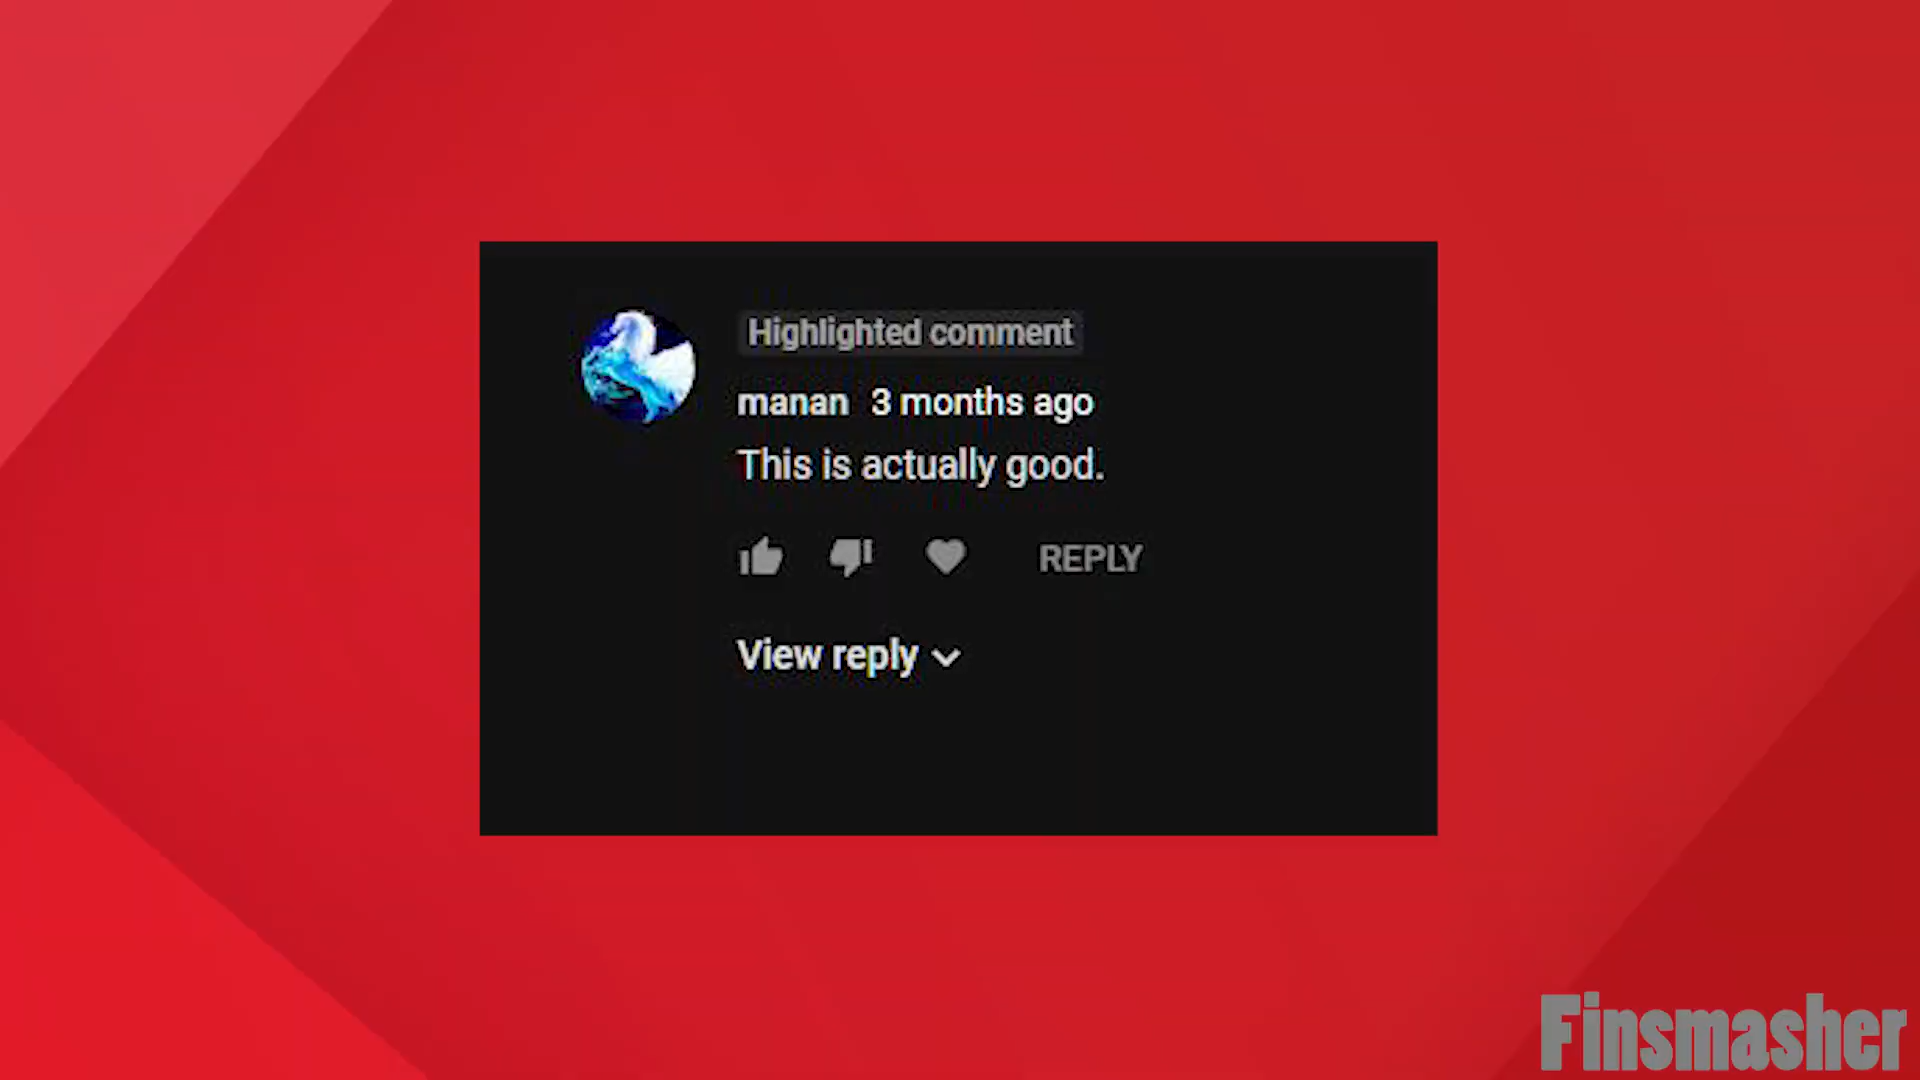 Highlighted comment
manan 3 months ago
This is actually good.
REPLY
View reply
Finsmasher